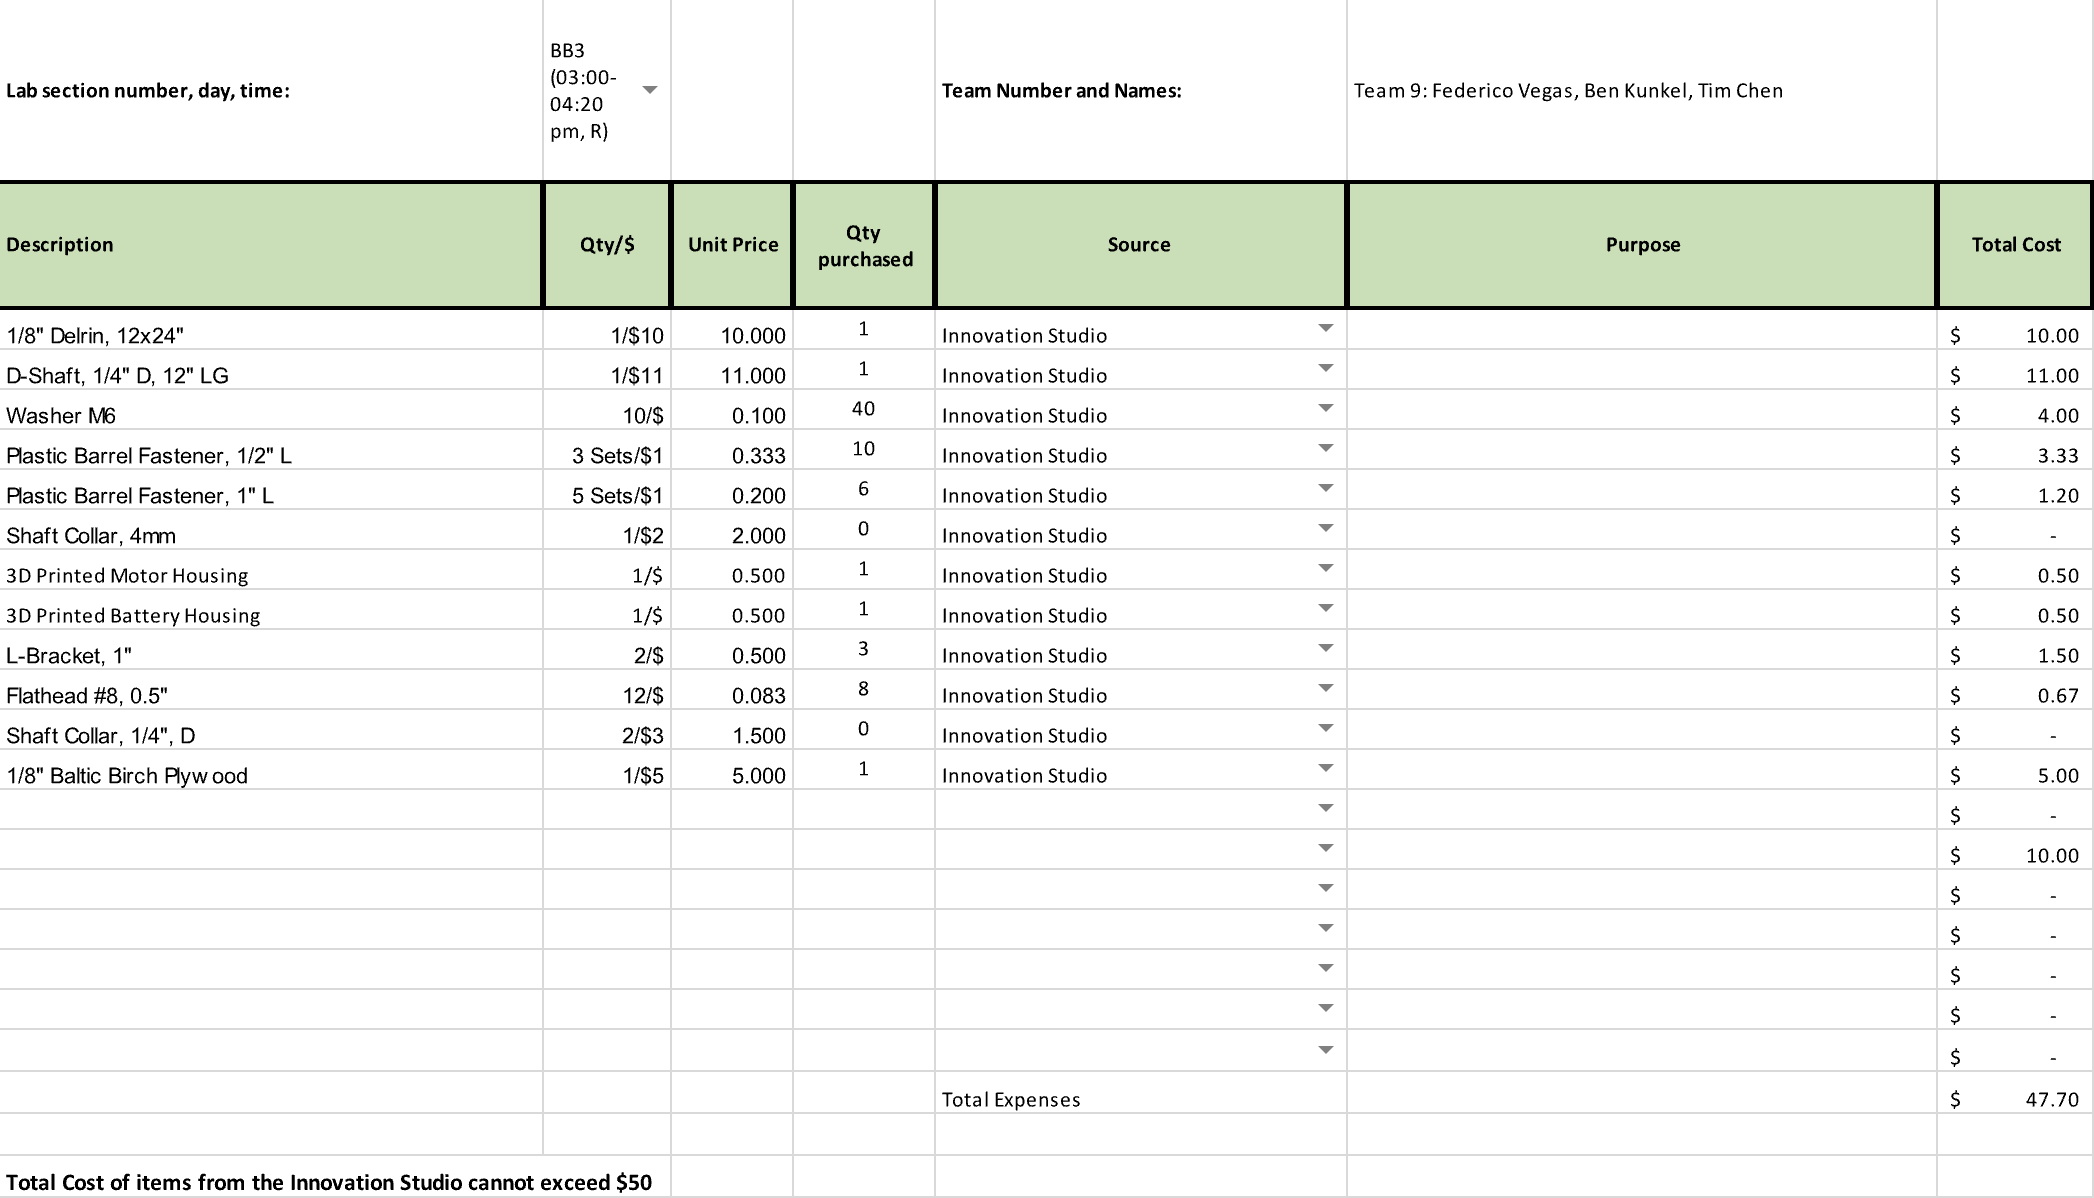 Lab section number, day, time: BB3 (03:00-04:20 pm, R) Team Number and Names: Team 9: Federico Vegas, Ben Kunkel, Tim Chen
Description Qty/$ Unit Price Qty purchased Source Purpose Total Cost
1/8" Delrin, 12x24" 1/$10 10.000 1 Innovation Studio $ 10.00
D-Shaft, 1/4" D, 12" LG 1/$11 11.000 1 Innovation Studio $ 11.00
Washer M6 10/$ 0.100 40 Innovation Studio $ 4.00
Plastic Barrel Fastener, 1/2" L 3 Sets/$1 0.333 10 Innovation Studio $ 3.33
Plastic Barrel Fastener, 1" L 5 Sets/$1 0.200 6 Innovation Studio $ 1.20
Shaft Collar, 4mm 1/$2 2.000 0 Innovation Studio $ -
3D Printed Motor Housing 1/$ 0.500 1 Innovation Studio $ 0.50
3D Printed Battery Housing 1/$ 0.500 1 Innovation Studio $ 0.50
L-Bracket, 1" 2/$ 0.500 3 Innovation Studio $ 1.50
Flathead #8, 0.5" 12/$ 0.083 8 Innovation Studio $ 0.67
Shaft Collar, 1/4", D 2/$3 1.500 0 Innovation Studio $ -
1/8" Baltic Birch Plywood 1/$5 5.000 1 Innovation Studio $ 5.00
$ -
$ 10.00
$ -
$ -
$ -
$ -
$ -
Total Expenses $ 47.70
Total Cost of items from the Innovation Studio cannot exceed $50